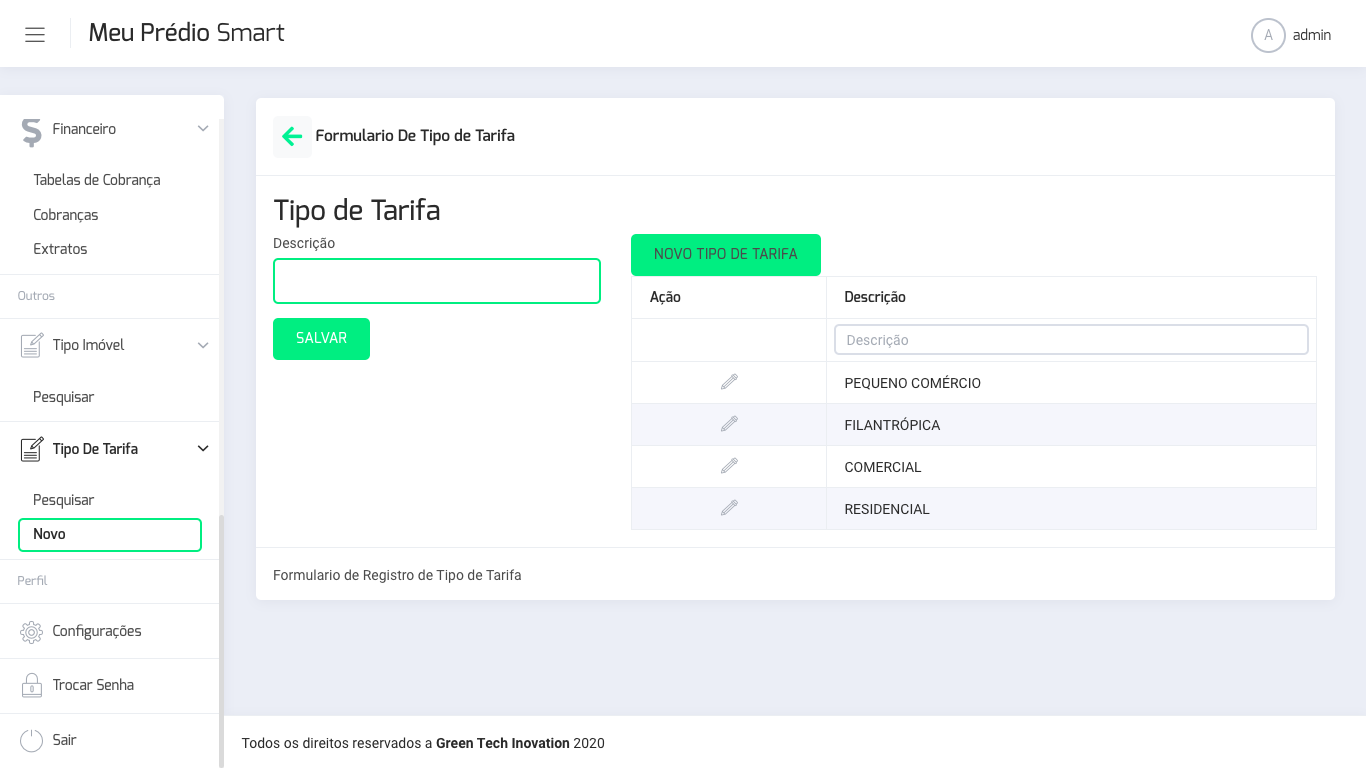 Meu Prédio Smart
A admin
Financeiro
Tabelas de Cobrança
Cobranças
Extratos
Outros
Tipo Imóvel
Pesquisar
Tipo De Tarifa
Pesquisar
Novo
Perfil
Configurações
Trocar Senha
Sair
Formulario De Tipo de Tarifa
Tipo de Tarifa
Descrição
SALVAR
NOVO TIPO DE TARIFA
Ação Descrição
Descrição
PEQUENO COMÉRCIO
FILANTRÓPICA
COMERCIAL
RESIDENCIAL
Formulario de Registro de Tipo de Tarifa
Todos os direitos reservados a Green Tech Inovation 2020